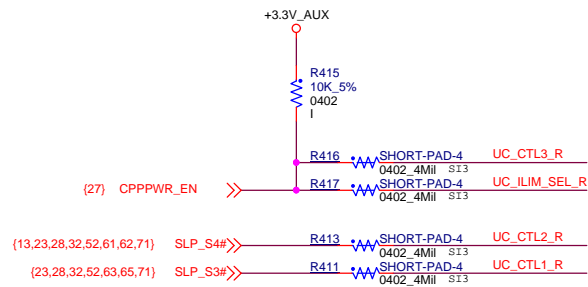 +3.3V_AUX
R415
10K_5%
0402
I
R416 SHORT-PAD-4 UC_CTL3_R
0402_4Mil SI3
{27} CPPPWR_EN R417 SHORT-PAD-4 UC_ILIM_SEL_R
0402_4Mil SI3
{13,23,28,32,52,61,62,71} SLP_S4# R413 SHORT-PAD-4 UC_CTL2_R
0402_4Mil SI3
{23,28,32,52,63,65,71} SLP_S3# R411 SHORT-PAD-4 UC_CTL1_R
0402_4Mil SI3